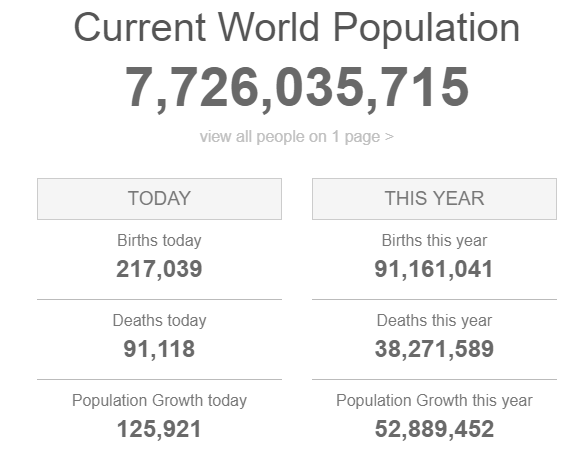 Current World Population
7,726,035,715
view all people on 1 page >
TODAY
Births today
217,039
Deaths today
91,118
Population Growth today
125,921
THIS YEAR
Births this year
91,161,041
Deaths this year
38,271,589
Population Growth this year
52,889,452